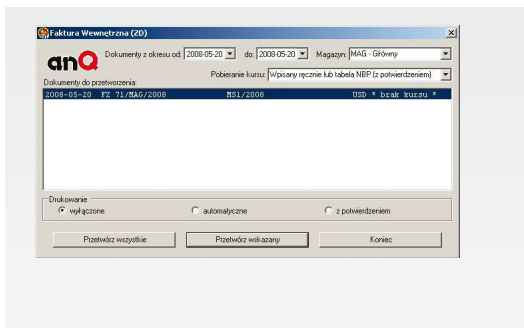 Faktura Wewnętrzna (ZD)
anQ
Dokumenty z okresu od: 2008-05-20 do: 2008-05-20 Magazyn: MAG - Główny
Pobieranie kursu: Wpisany ręcznie lub tabela NBP (z potwierdzeniem)
Dokumenty do przetworzenia:
2008-05-20 FZ 71/MAG/2008 MS1/2008 USD * brak kursu *
Drukowanie
wyłączone automatyczne z potwierdzeniem
Przetwórz wszystkie Przetwórz wskazany Koniec